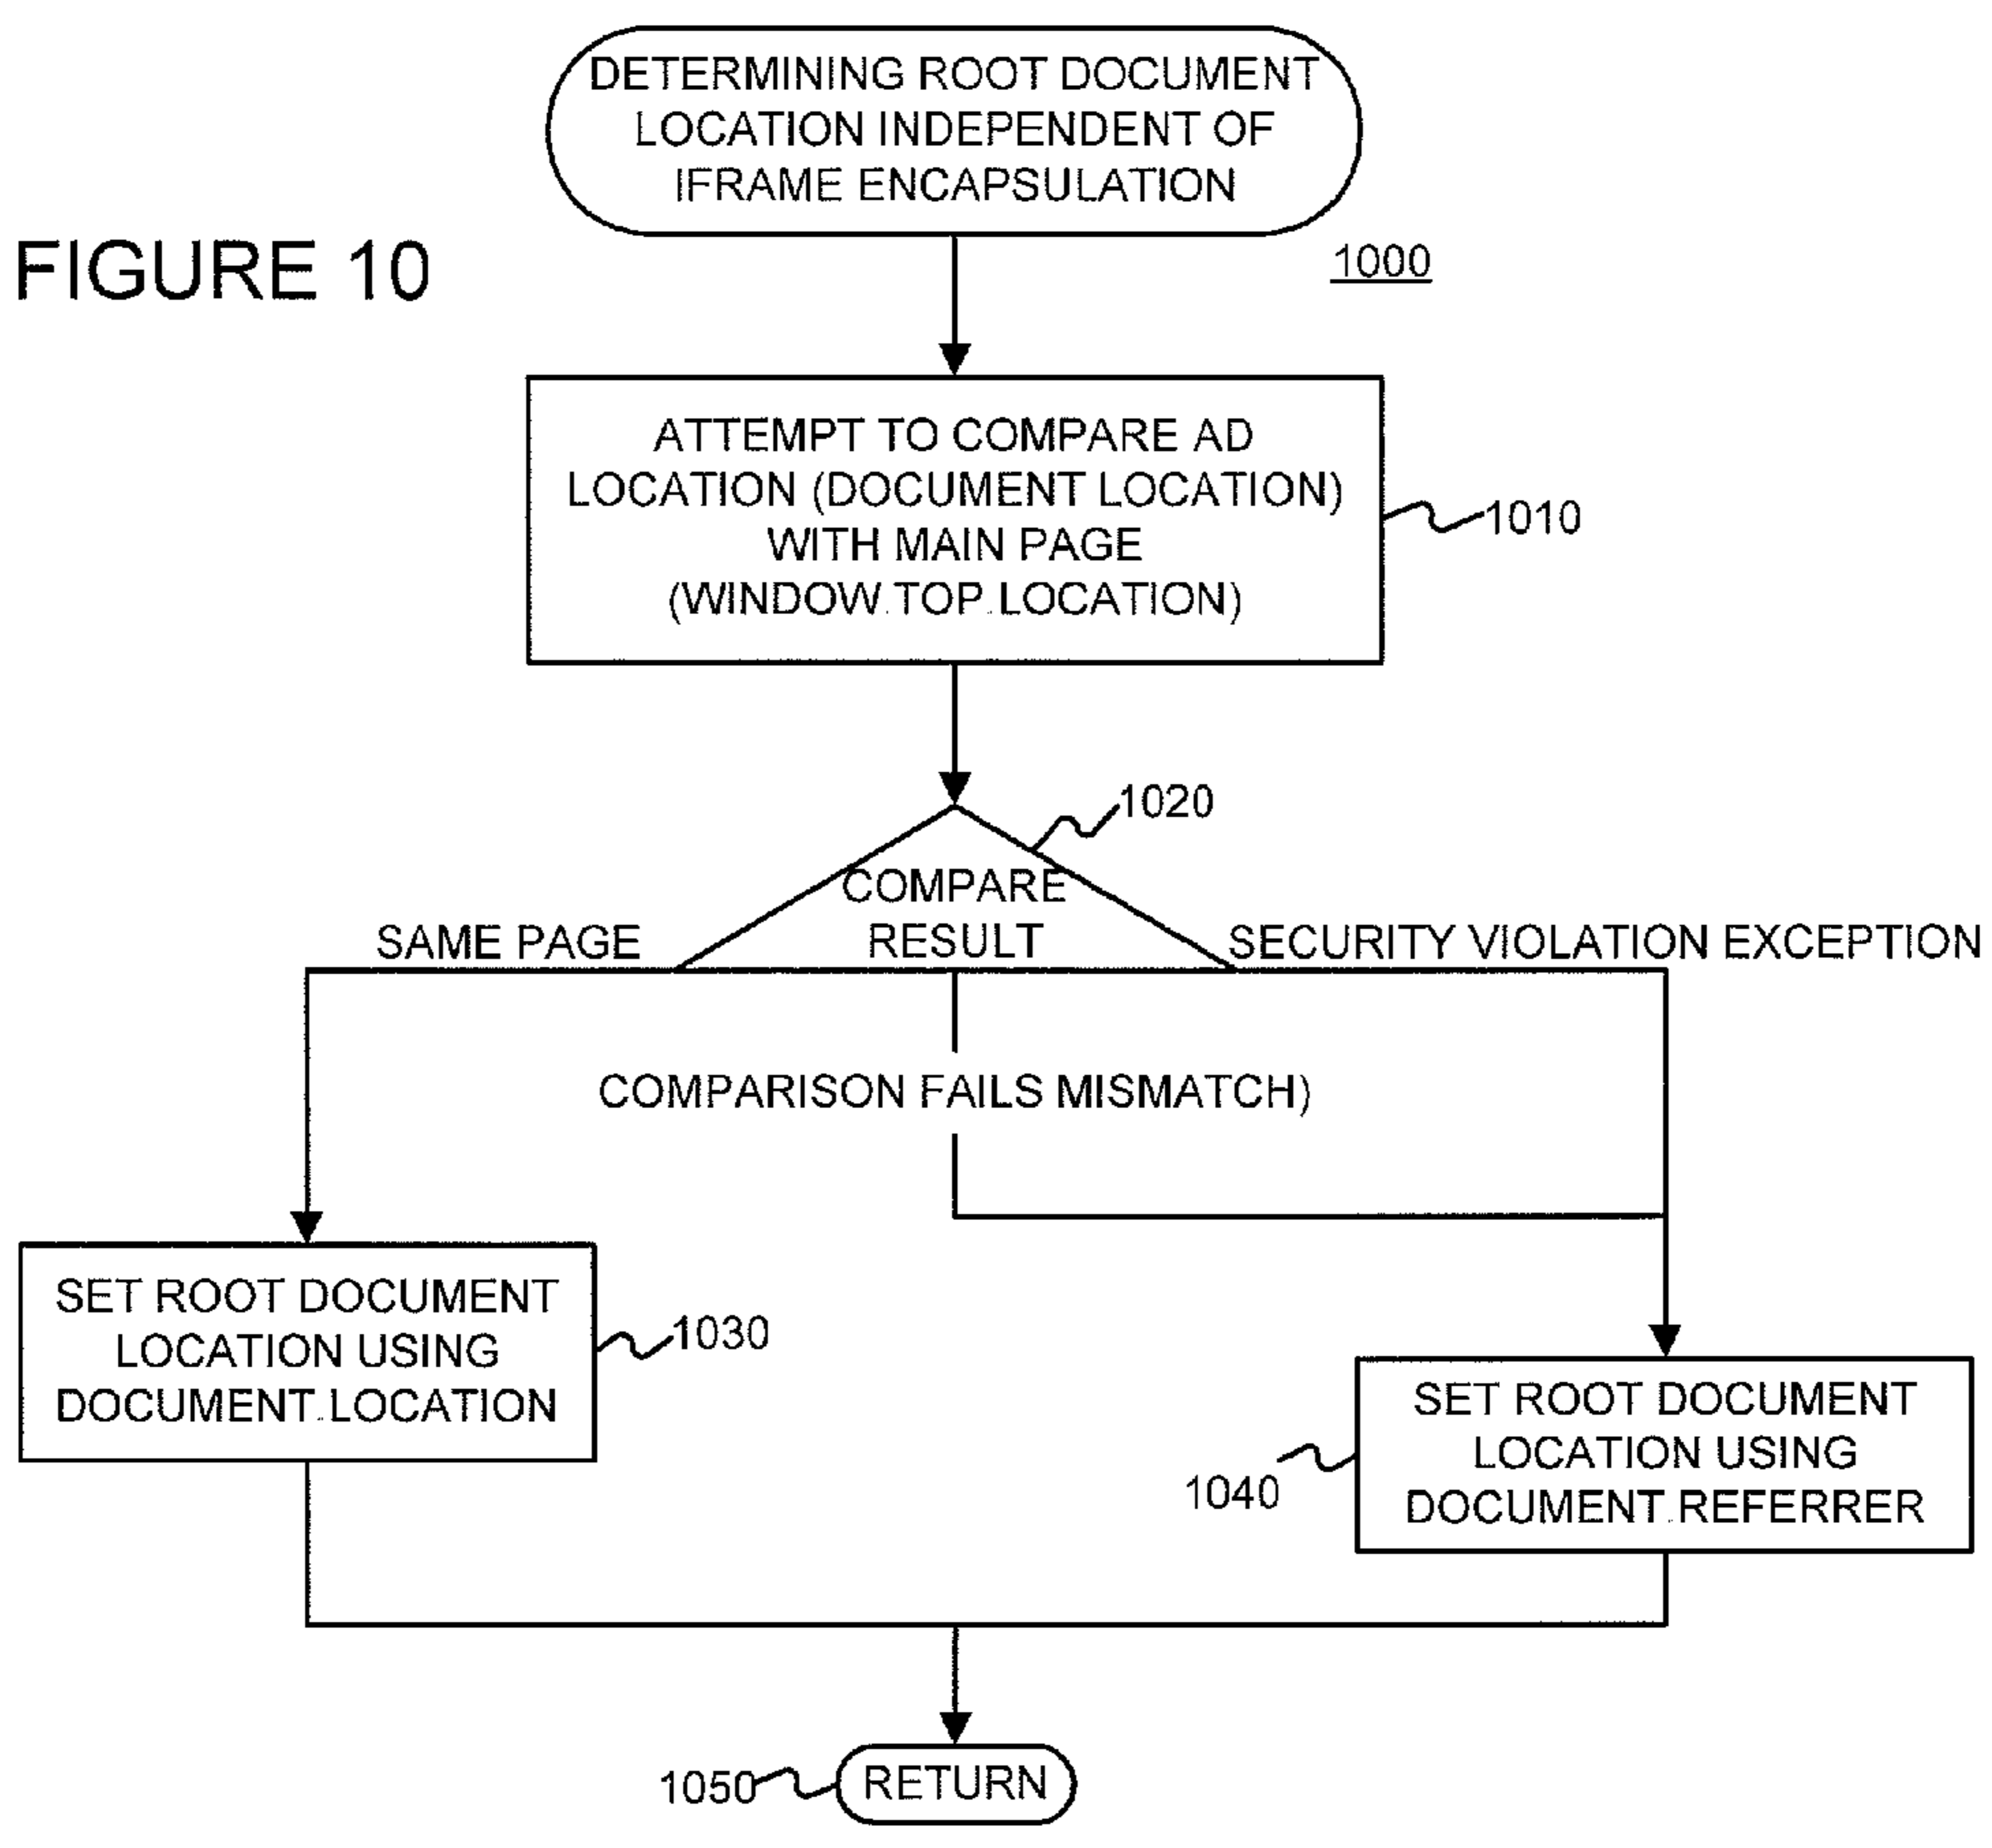 DETERMINING ROOT DOCUMENT
LOCATION INDEPENDENT OF
IFRAME ENCAPSULATION
FIGURE 10
1000
ATTEMPT TO COMPARE AD
LOCATION (DOCUMENT LOCATION)
WITH MAIN PAGE
(WINDOW.TOP.LOCATION)
1010
1020
COMPARE
RESULT
SAME PAGE
SECURITY VIOLATION EXCEPTION
COMPARISON FAILS MISMATCH)
SET ROOT DOCUMENT
LOCATION USING
DOCUMENT.LOCATION
1030
SET ROOT DOCUMENT
LOCATION USING
DOCUMENT.REFERRER
1040
1050
RETURN